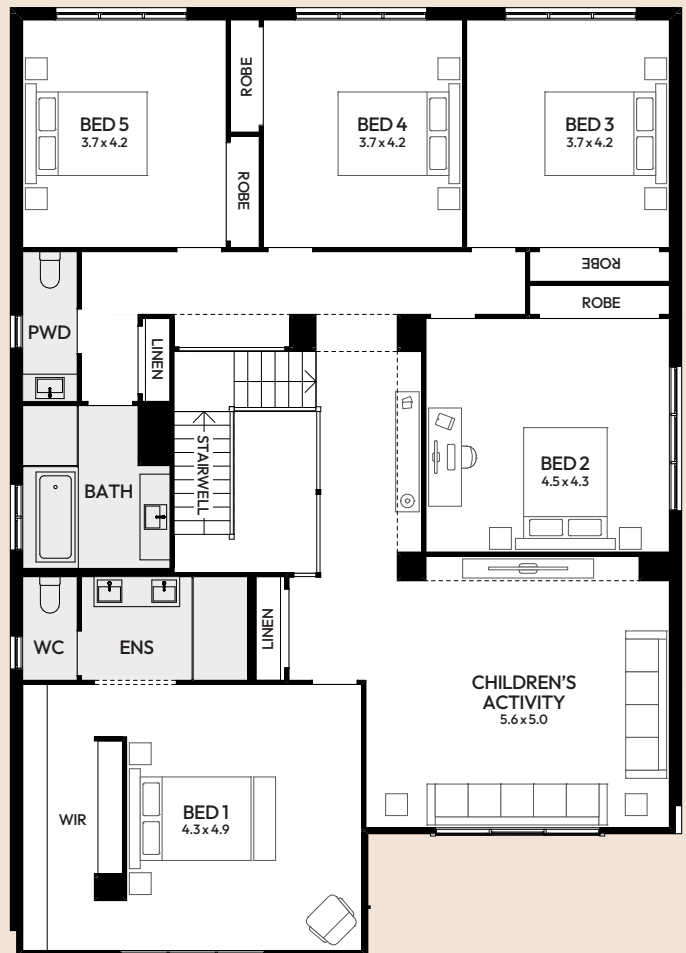 BED 5
3.7 x 4.2
ROBE
BED 4
3.7 x 4.2
BED 3
3.7 x 4.2
ROBE
ROBE
ROBE
PWD
LINEN
STAIRWELL
BED 2
4.5 x 4.3
BATH
WC
ENS
LINEN
CHILDREN'S
ACTIVITY
5.6 x 5.0
WIR
BED 1
4.3 x 4.9